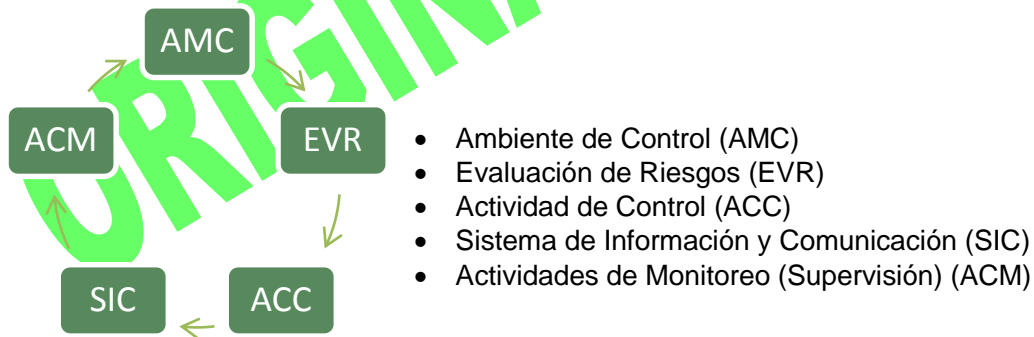 AMC
ACM
EVR
SIC
ACC
• Ambiente de Control (AMC)
• Evaluación de Riesgos (EVR)
• Actividad de Control (ACC)
• Sistema de Información y Comunicación (SIC)
• Actividades de Monitoreo (Supervisión) (ACM)